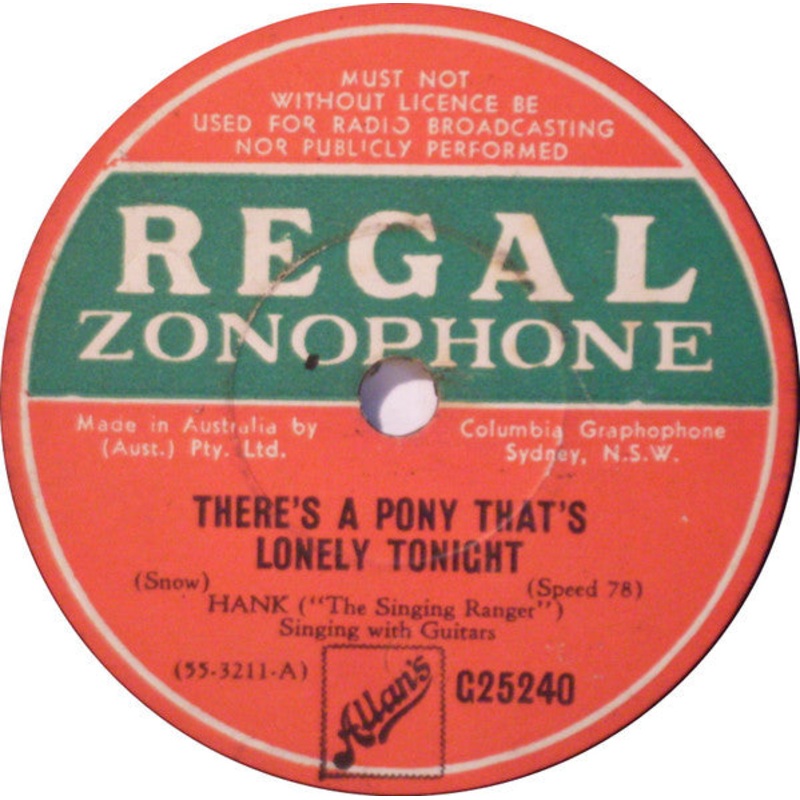 MUST NOT
WITHOUT LICENCE BE
USED FOR RADIO BROADCASTING
NOR PUBLICLY PERFORMED
REGAL
ZONOPHONE
Made in Australia by Columbia Graphophone
(Aust.) Pty. Ltd. Sydney, N.S.W.
THERE'S A PONY THAT'S
LONELY TONIGHT
(Snow) (Speed 78)
HANK ("The Singing Ranger")
Singing with Guitars
(55-3211-A) Allan's G25240